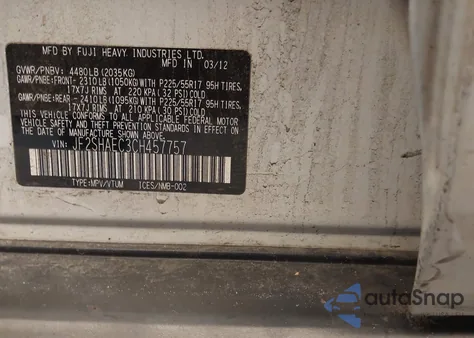 MFD BY FUJI HEAVY INDUSTRIES LTD.
IN 03/12
GVWR/PNBV: 4480LB(2035KG)
GAWR/PNBE:FRONT- 2310LB(1050KG)WITH P225/55R17 95H TIRES,
17X7J RIMS AT 220 KPA(32 PSI)COLD
GAWR/PNBE:REAR - 2410LB(1095KG)WITH P225/55R17 95H TIRES,
17X7J RIMS AT 210 KPA(30 PSI)COLD
THIS VEHICLE CONFORMS TO ALL APPLICABLE FEDERAL MOTOR VEHICLE
SAFETY, BUMPER, AND THEFT PREVENTION STANDARDS IN EFFECT
ON THE DATE OF MANUFACTURE SHOWN ABOVE.
VIN: JF2SHAEC3CH457757
TYPE:MPV/VTUM ICES/NMB-002
autoSnap